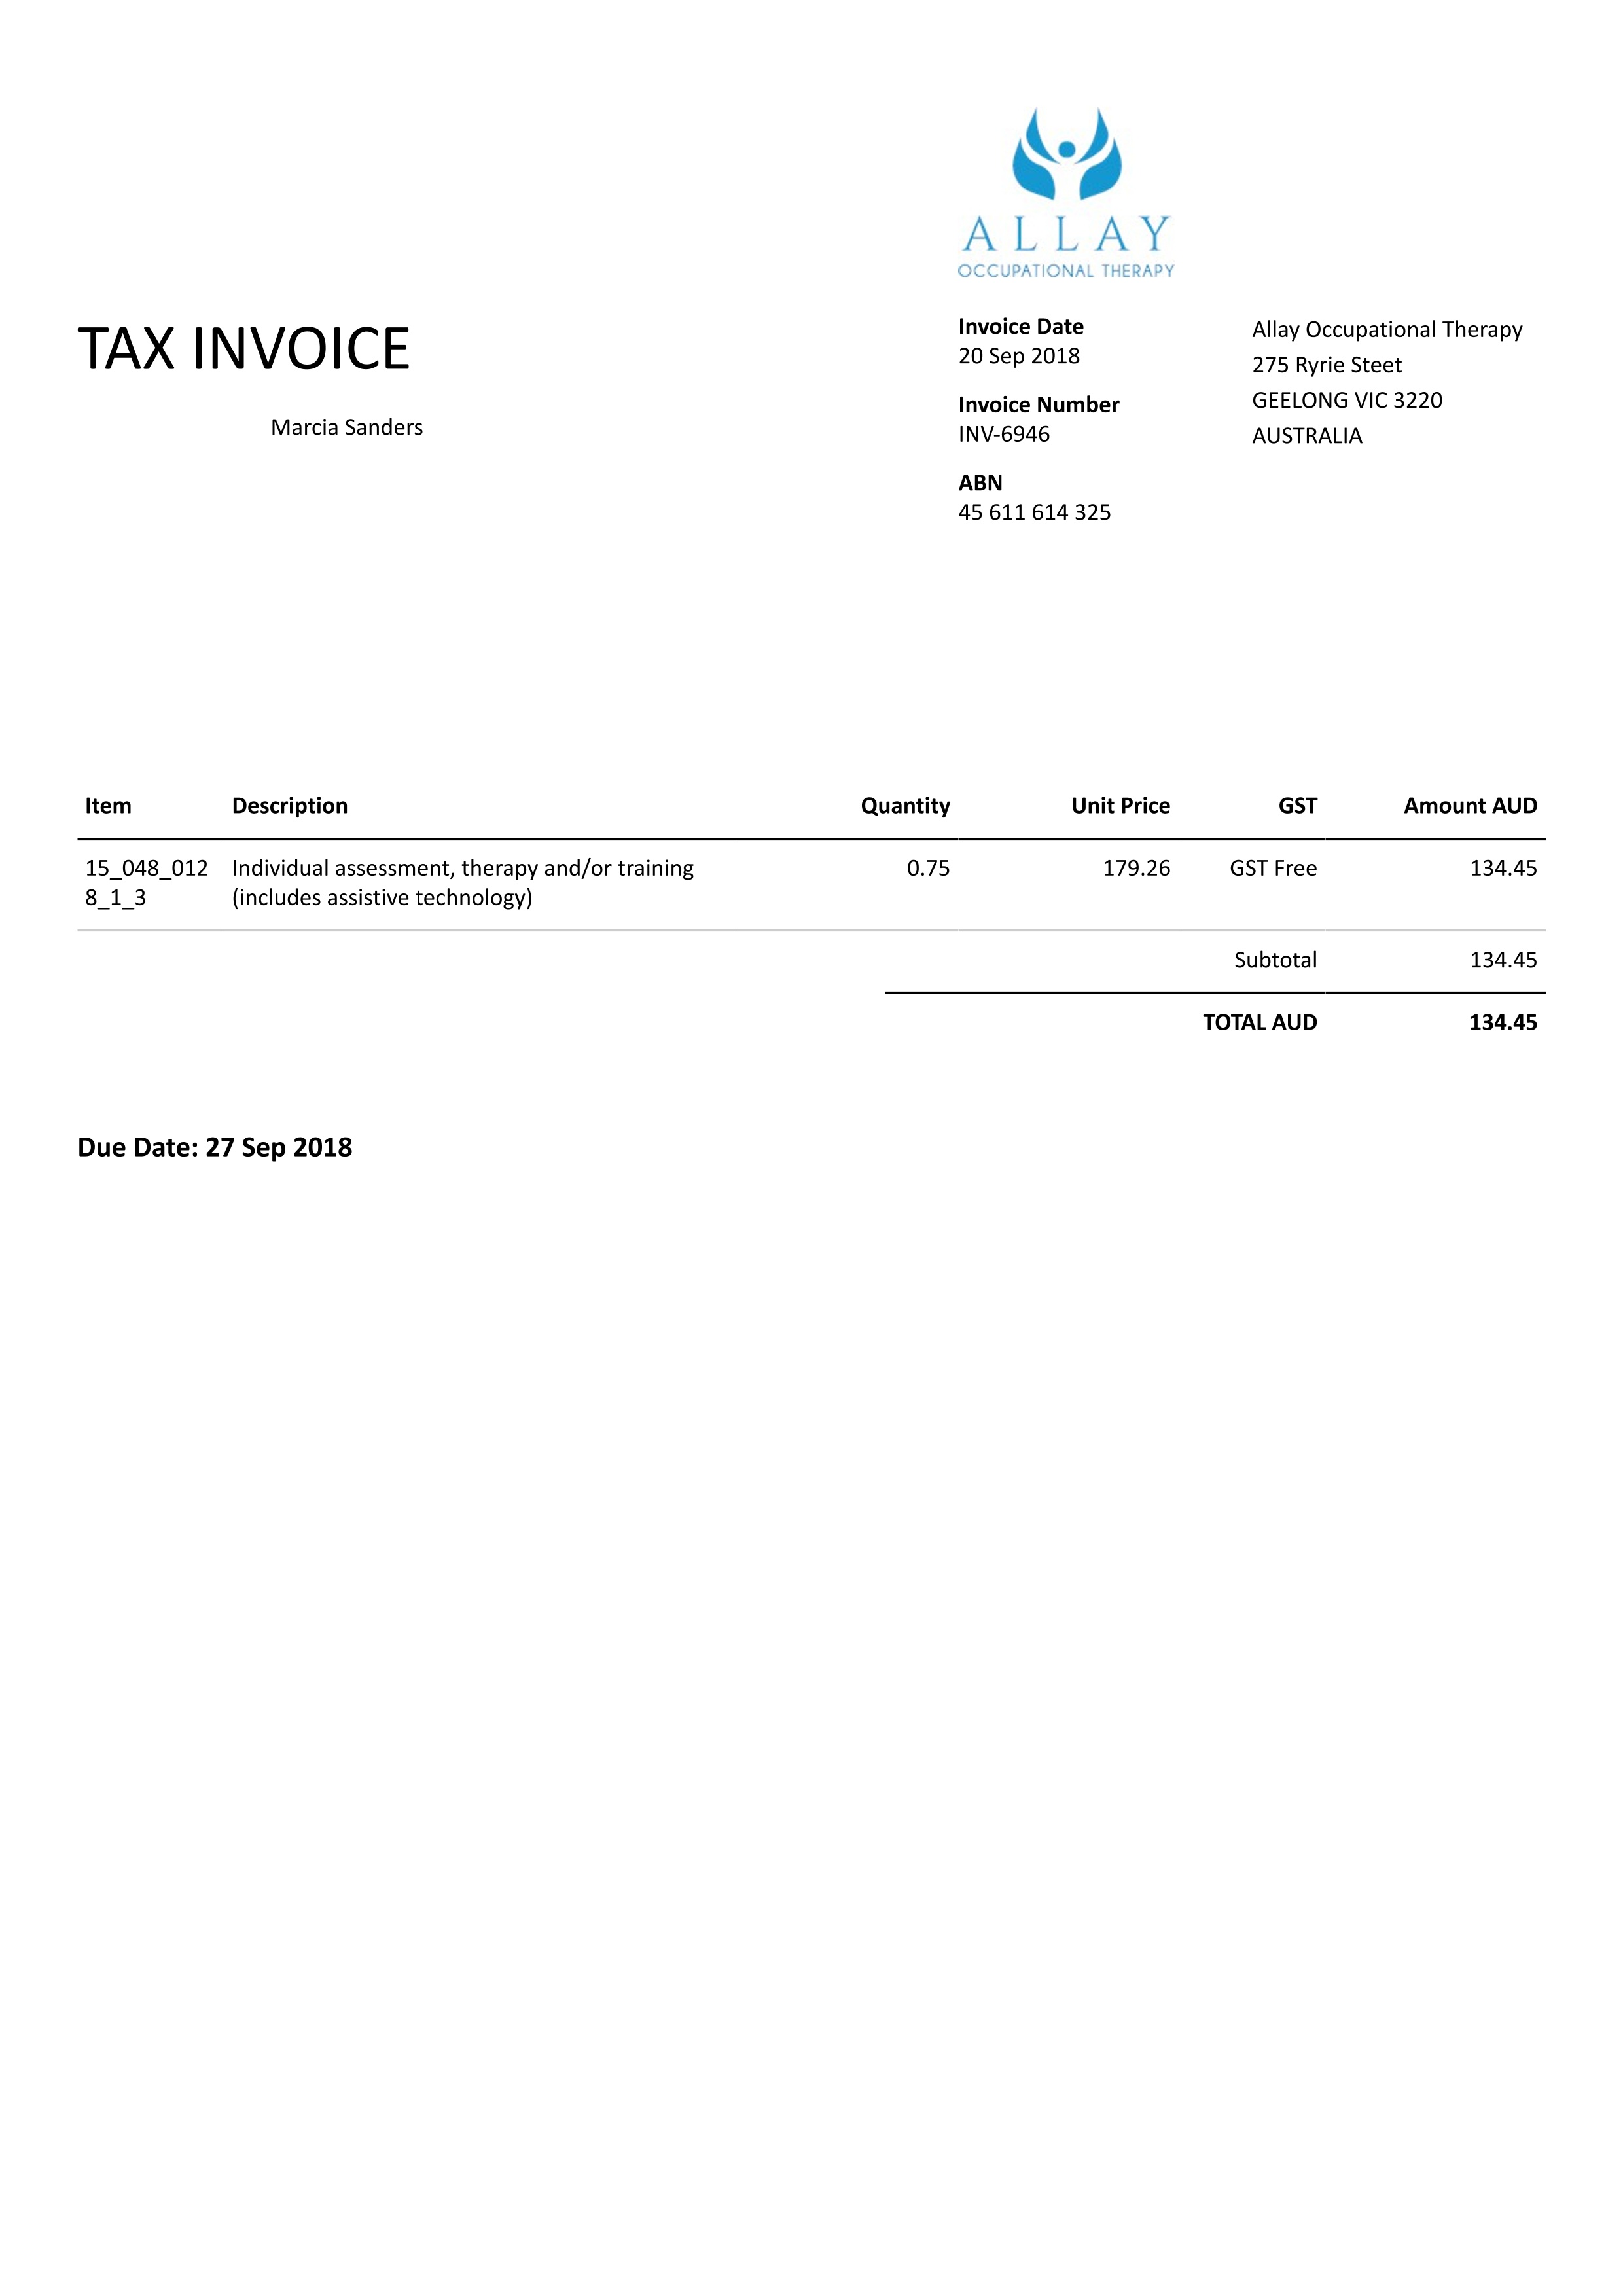 ALLAY
OCCUPATIONAL THERAPY
TAX INVOICE
Marcia Sanders
Invoice Date
20 Sep 2018
Invoice Number
INV-6946
ABN
45 611 614 325
Allay Occupational Therapy
275 Ryrie Steet
GEELONG VIC 3220
AUSTRALIA
Item Description Quantity Unit Price GST Amount AUD
15_048_012 Individual assessment, therapy and/or training 0.75 179.26 GST Free 134.45
8_1_3 (includes assistive technology)
Subtotal 134.45
TOTAL AUD 134.45
Due Date: 27 Sep 2018